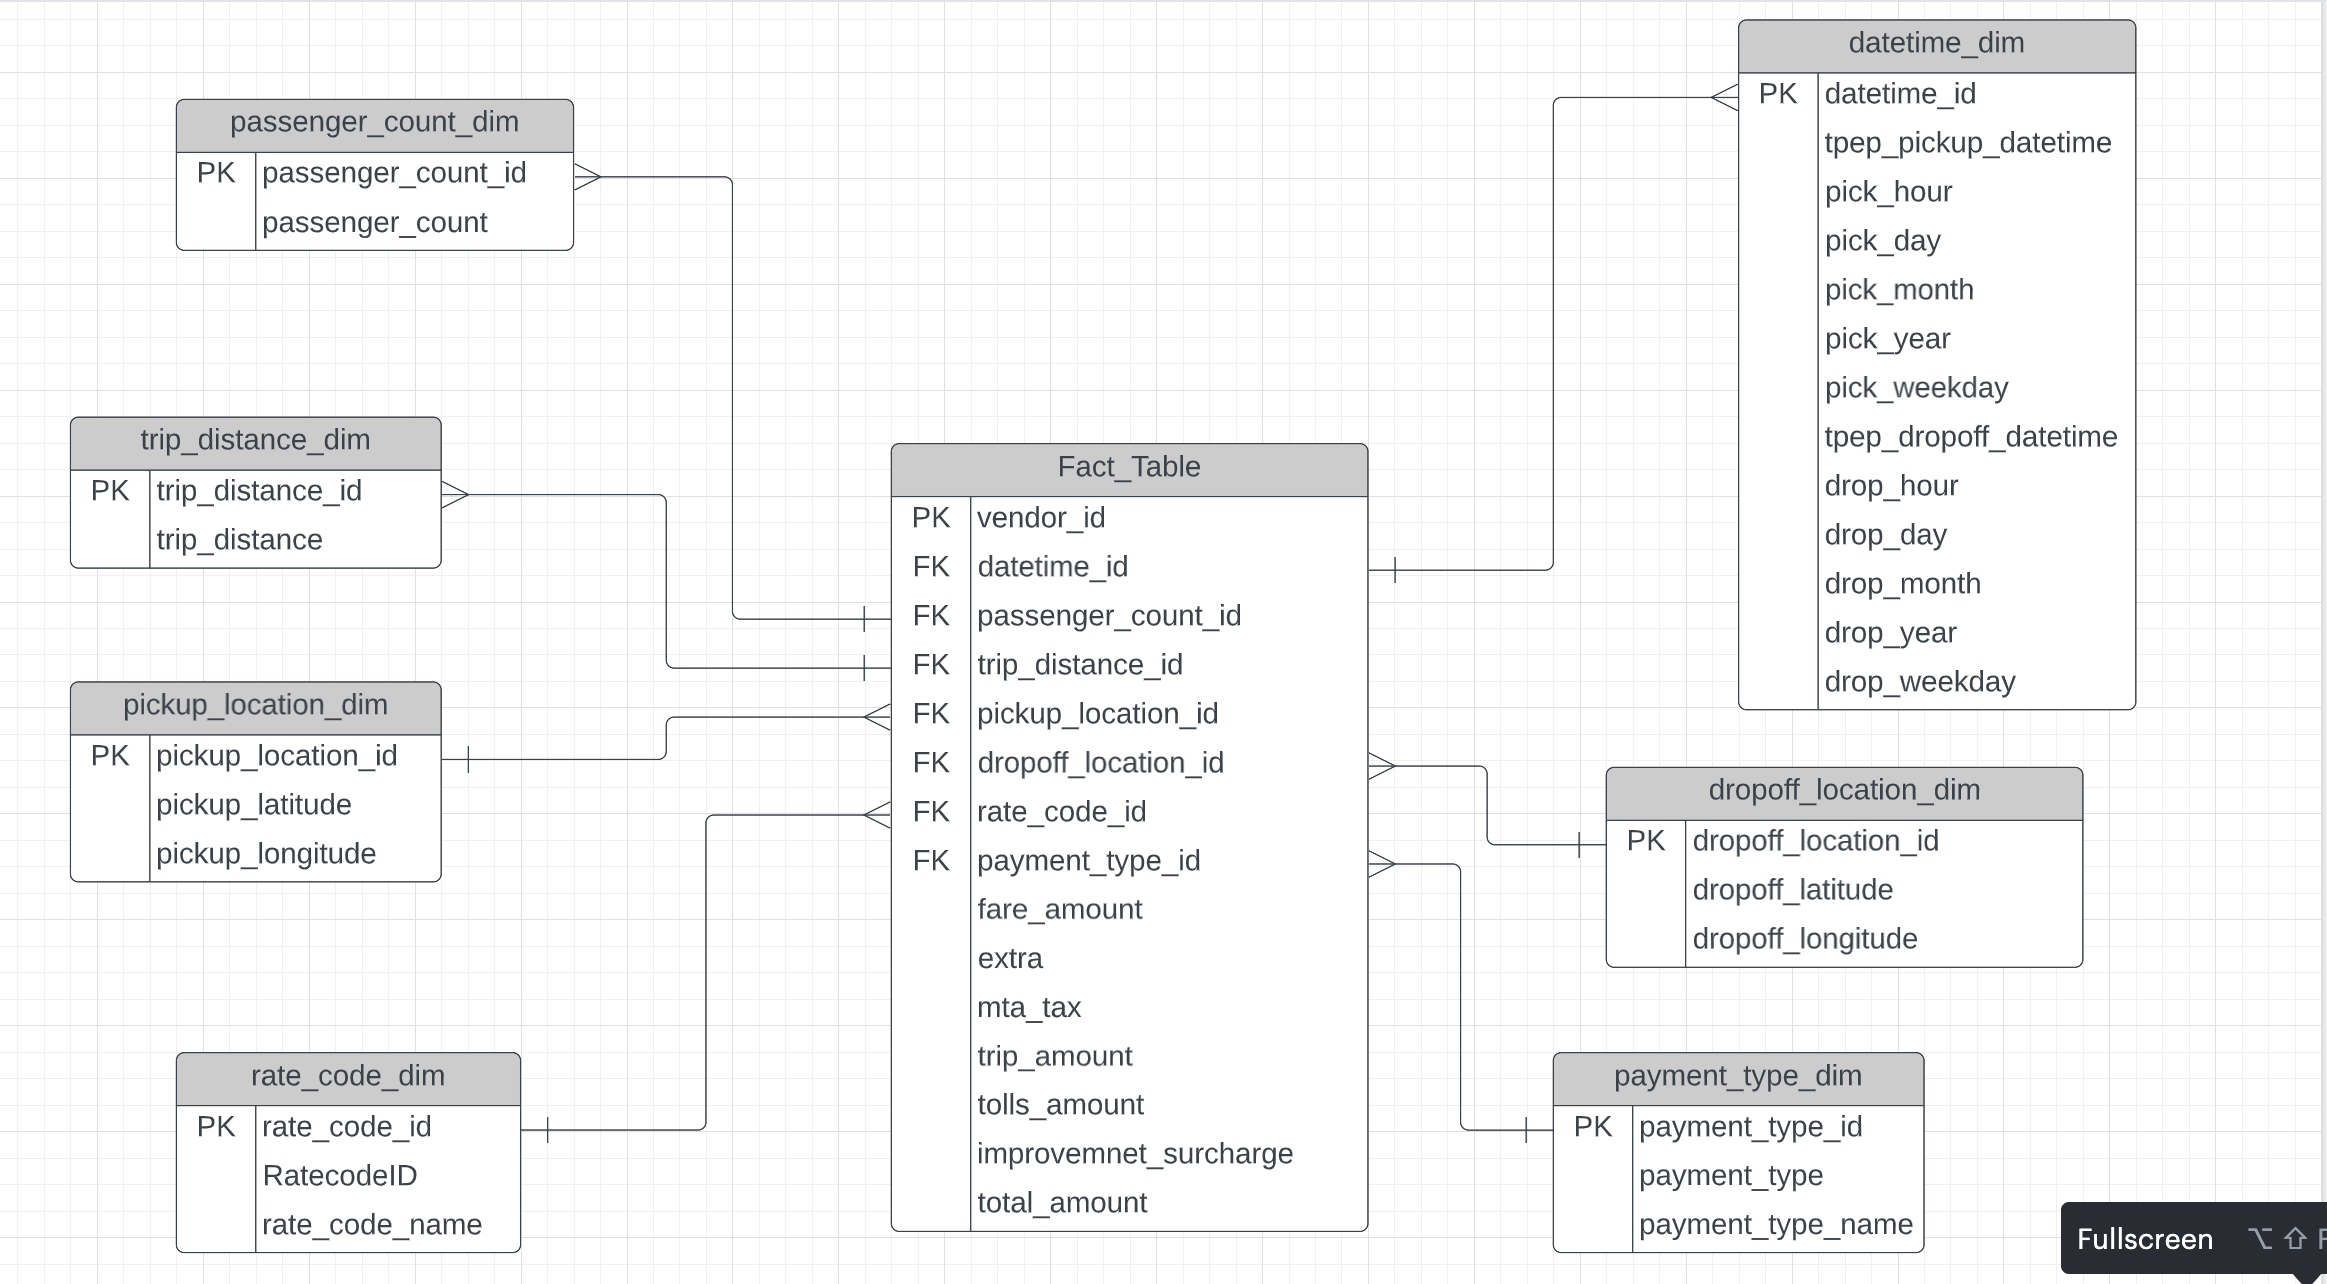 datetime_dim
PK datetime_id
tpep_pickup_datetime
pick_hour
pick_day
pick_month
pick_year
pick_weekday
tpep_dropoff_datetime
drop_hour
drop_day
drop_month
drop_year
drop_weekday
passenger_count_dim
PK passenger_count_id
passenger_count
trip_distance_dim
PK trip_distance_id
trip_distance
pickup_location_dim
PK pickup_location_id
pickup_latitude
pickup_longitude
rate_code_dim
PK rate_code_id
RatecodeID
rate_code_name
Fact_Table
PK vendor_id
FK datetime_id
FK passenger_count_id
FK trip_distance_id
FK pickup_location_id
FK dropoff_location_id
FK rate_code_id
FK payment_type_id
fare_amount
extra
mta_tax
trip_amount
tolls_amount
improvemnet_surcharge
total_amount
dropoff_location_dim
PK dropoff_location_id
dropoff_latitude
dropoff_longitude
payment_type_dim
PK payment_type_id
payment_type
payment_type_name
Fullscreen ⌥ ⇧ F